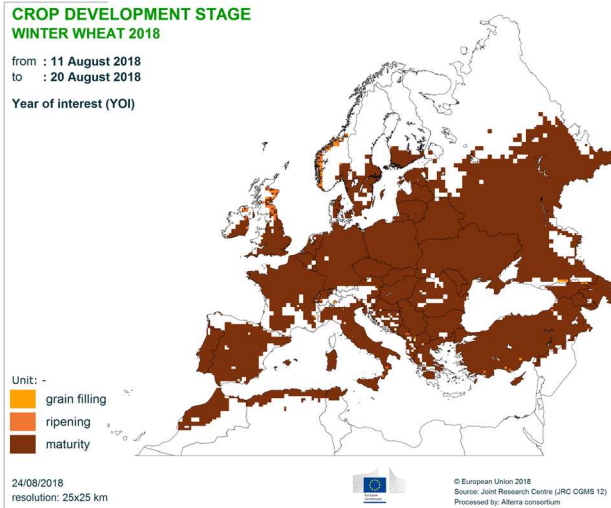 CROP DEVELOPMENT STAGE
WINTER WHEAT 2018
from : 11 August 2018
to : 20 August 2018
Year of interest (YOI)
Unit: -
grain filling
ripening
maturity
24/08/2018
resolution: 25x25 km
European
Commission
© European Union 2018
Source: Joint Research Centre (JRC CGMS 12)
Processed by: Alterra consortium